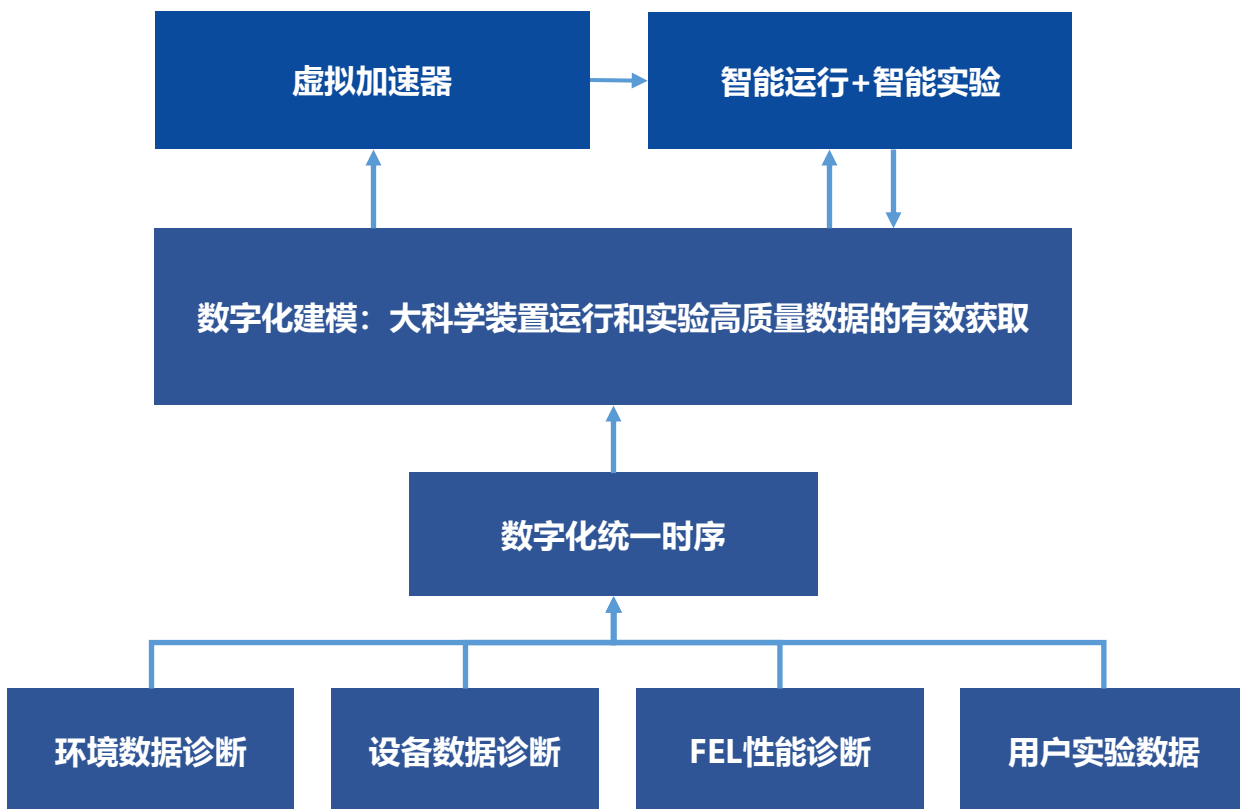 虚拟加速器
智能运行+智能实验
数字化建模：大科学装置运行和实验高质量数据的有效获取
数字化统一时序
环境数据诊断
设备数据诊断
FEL性能诊断
用户实验数据